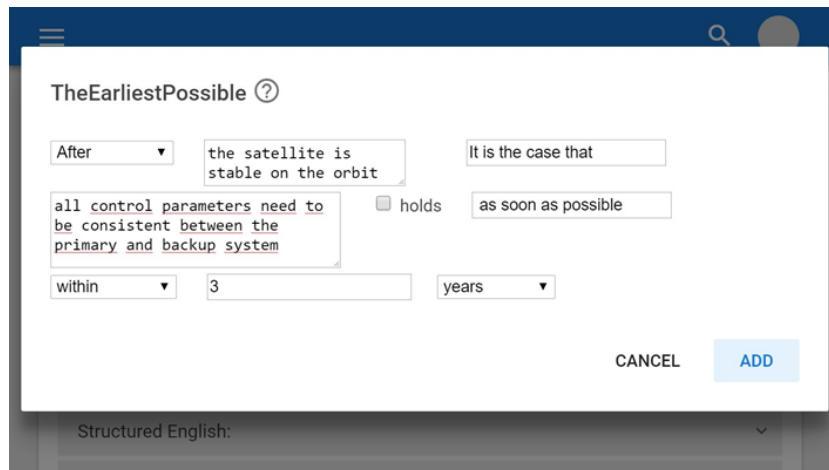 TheEarliestPossible ?
After the satellite is stable on the orbit It is the case that
all control parameters need to be consistent between the primary and backup system holds as soon as possible
within 3 years
CANCEL ADD
Structured English: